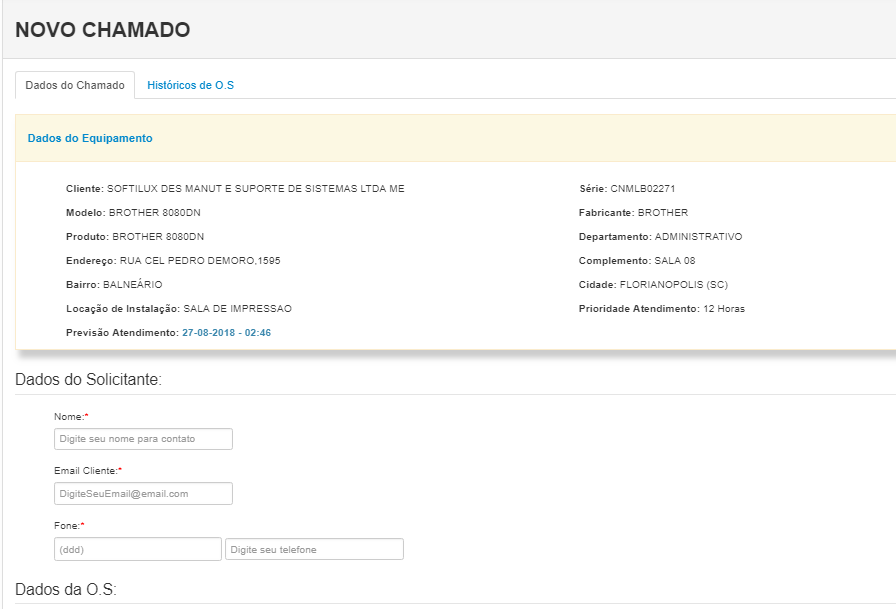 NOVO CHAMADO
Dados do Chamado Históricos de O.S
Dados do Equipamento
Cliente: SOFTILUX DES MANUT E SUPORTE DE SISTEMAS LTDA ME Série: CNMLB02271
Modelo: BROTHER 8080DN Fabricante: BROTHER
Produto: BROTHER 8080DN Departamento: ADMINISTRATIVO
Endereço: RUA CEL PEDRO DEMORO,1595 Complemento: SALA 08
Bairro: BALNEÁRIO Cidade: FLORIANOPOLIS (SC)
Locação de Instalação: SALA DE IMPRESSAO Prioridade Atendimento: 12 Horas
Previsão Atendimento: 27-08-2018 - 02:46
Dados do Solicitante:
Nome:*
Digite seu nome para contato
Email Cliente:*
DigiteSeuEmail@email.com
Fone:*
(ddd) Digite seu telefone
Dados da O.S: